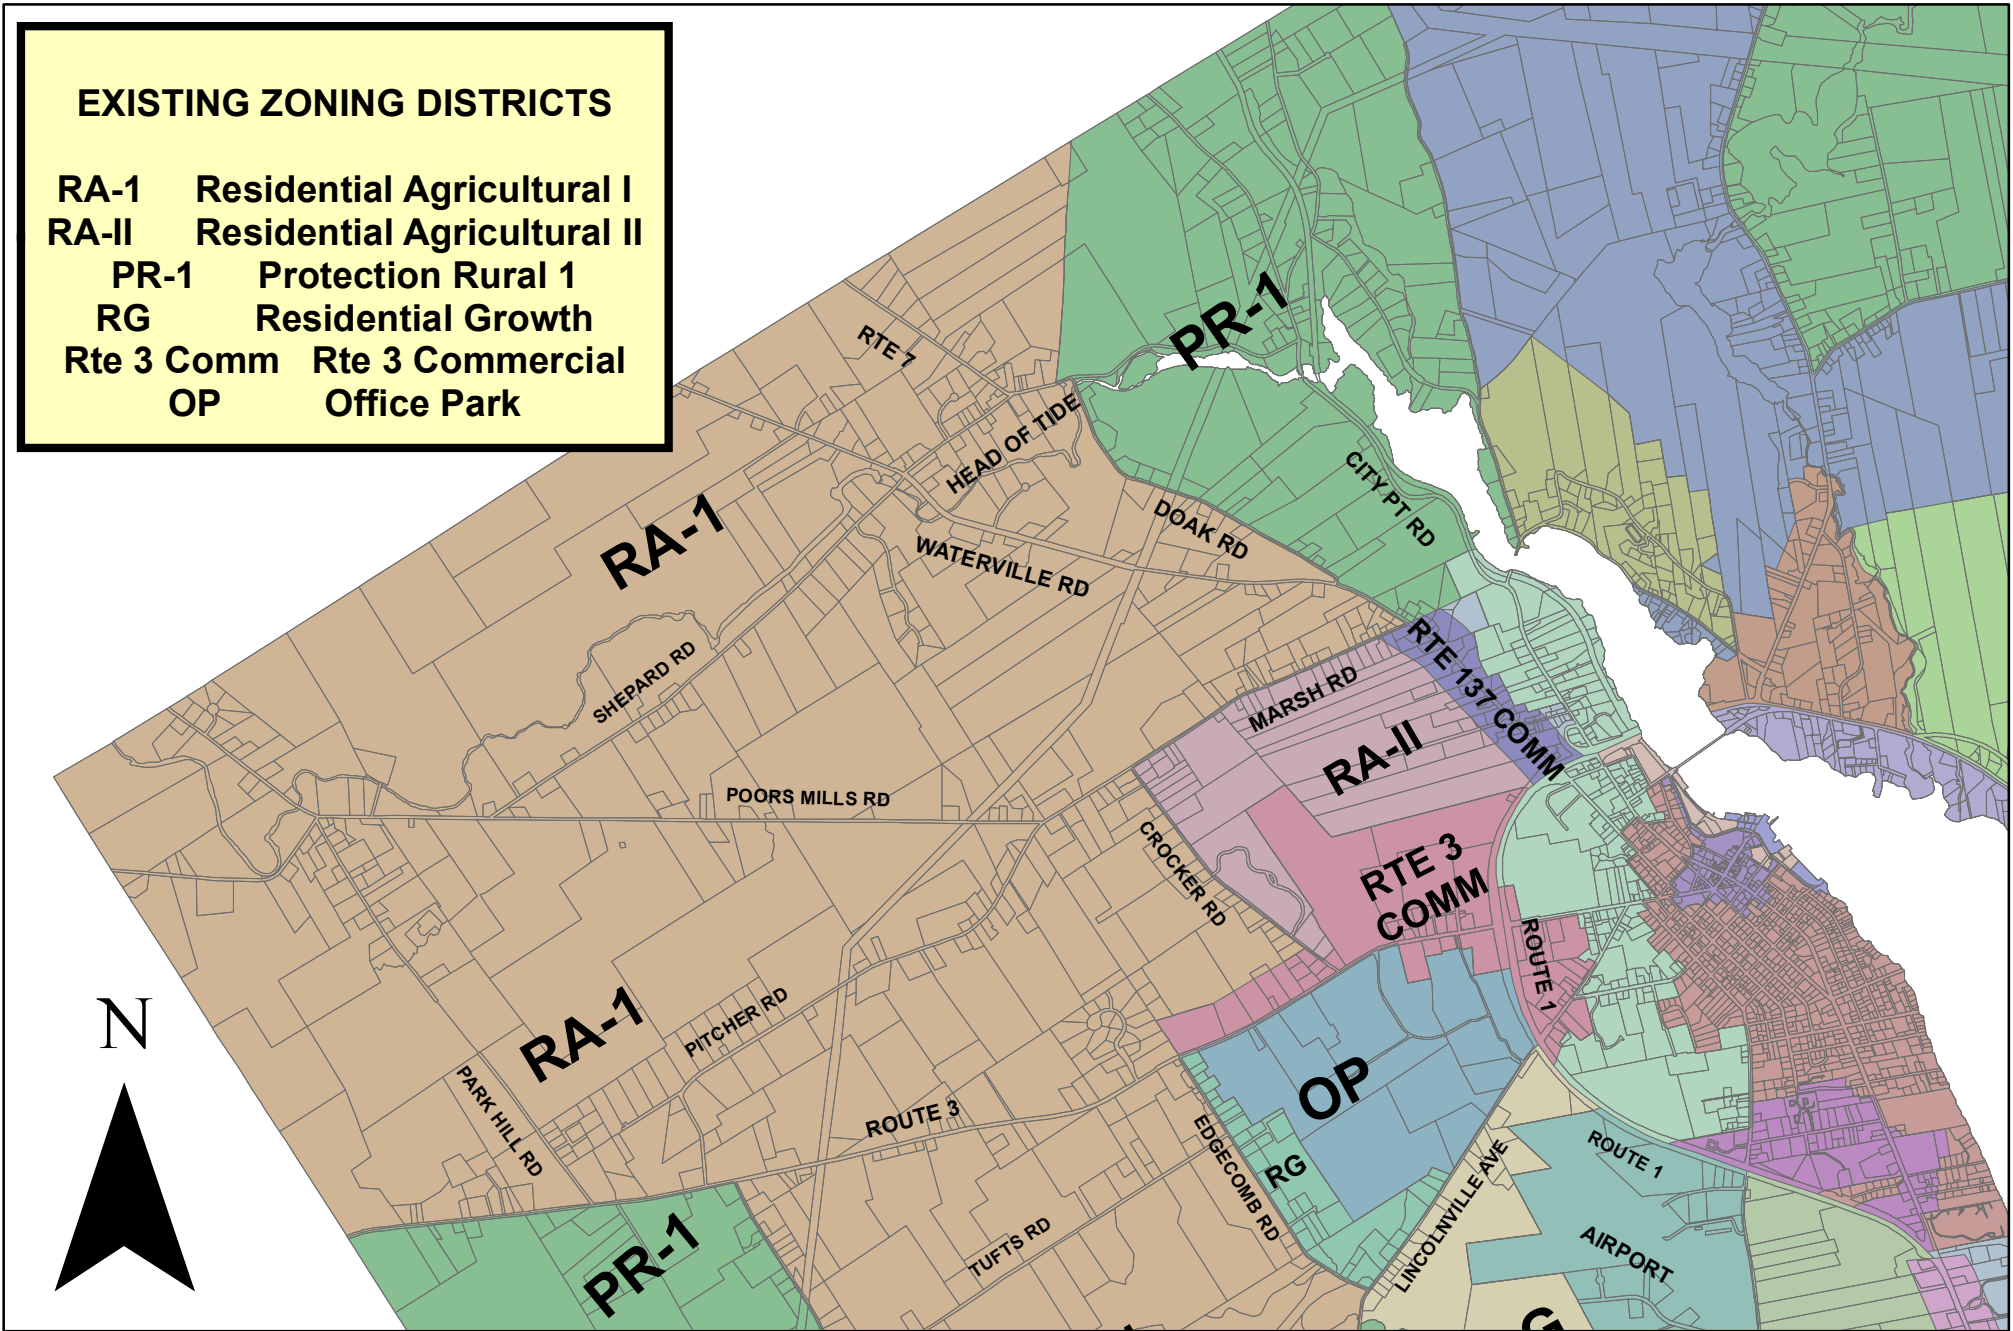 EXISTING ZONING DISTRICTS
RA-1 Residential Agricultural I
RA-II Residential Agricultural II
PR-1 Protection Rural 1
RG Residential Growth
Rte 3 Comm Rte 3 Commercial
OP Office Park
PR-1
RTE 7
HEAD OF TIDE
CITY PT RD
DOAK RD
RA-1
WATERVILLE RD
SHEPARD RD
MARSH RD
RTE 137 COMM
RA-II
POORS MILLS RD
CROCKER RD
RTE 3
COMM
ROUTE 1
N
RA-1
PITCHER RD
PARK HILL RD
ROUTE 3
OP
EDGECOMB RD
RG
LINCOLNVILLE AVE
ROUTE 1
AIRPORT
TUFTS RD
PR-1